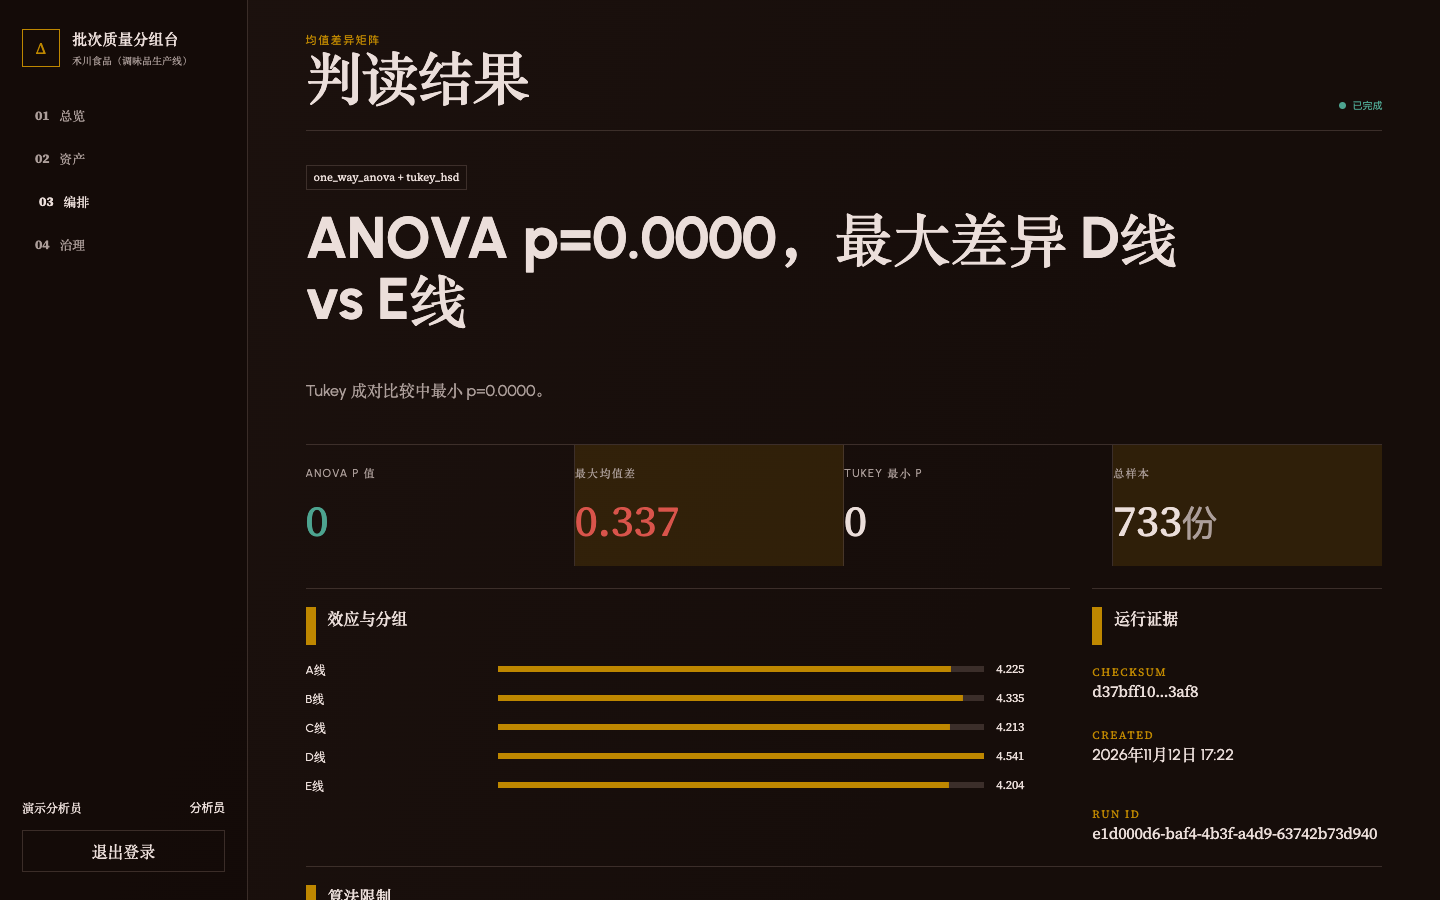 Δ
批次质量分组台
禾川食品（调味品生产线）
01 总览
02 资产
03 编排
04 治理
演示分析员 分析员
退出登录
均值差异矩阵
判读结果
已完成
one_way_anova + tukey_hsd
ANOVA p=0.0000，最大差异 D线
vs E线
Tukey 成对比较中最小 p=0.0000。
ANOVA P 值
0
最大均值差
0.337
TUKEY 最小 P
0
总样本
733份
效应与分组
A线 4.225
B线 4.335
C线 4.213
D线 4.541
E线 4.204
运行证据
CHECKSUM
d37bff10...3af8
CREATED
2026年11月12日 17:22
RUN ID
e1d000d6-baf4-4b3f-a4d9-63742b73d940
算法限制